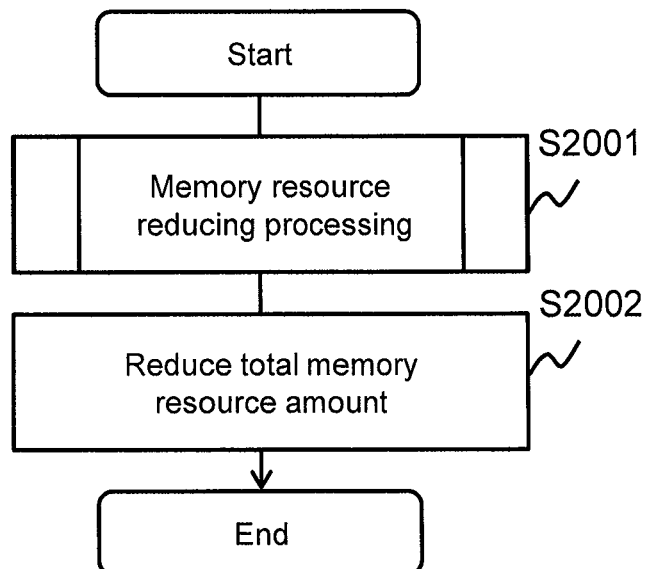 Start
S2001
Memory resource
reducing processing
S2002
Reduce total memory
resource amount
End